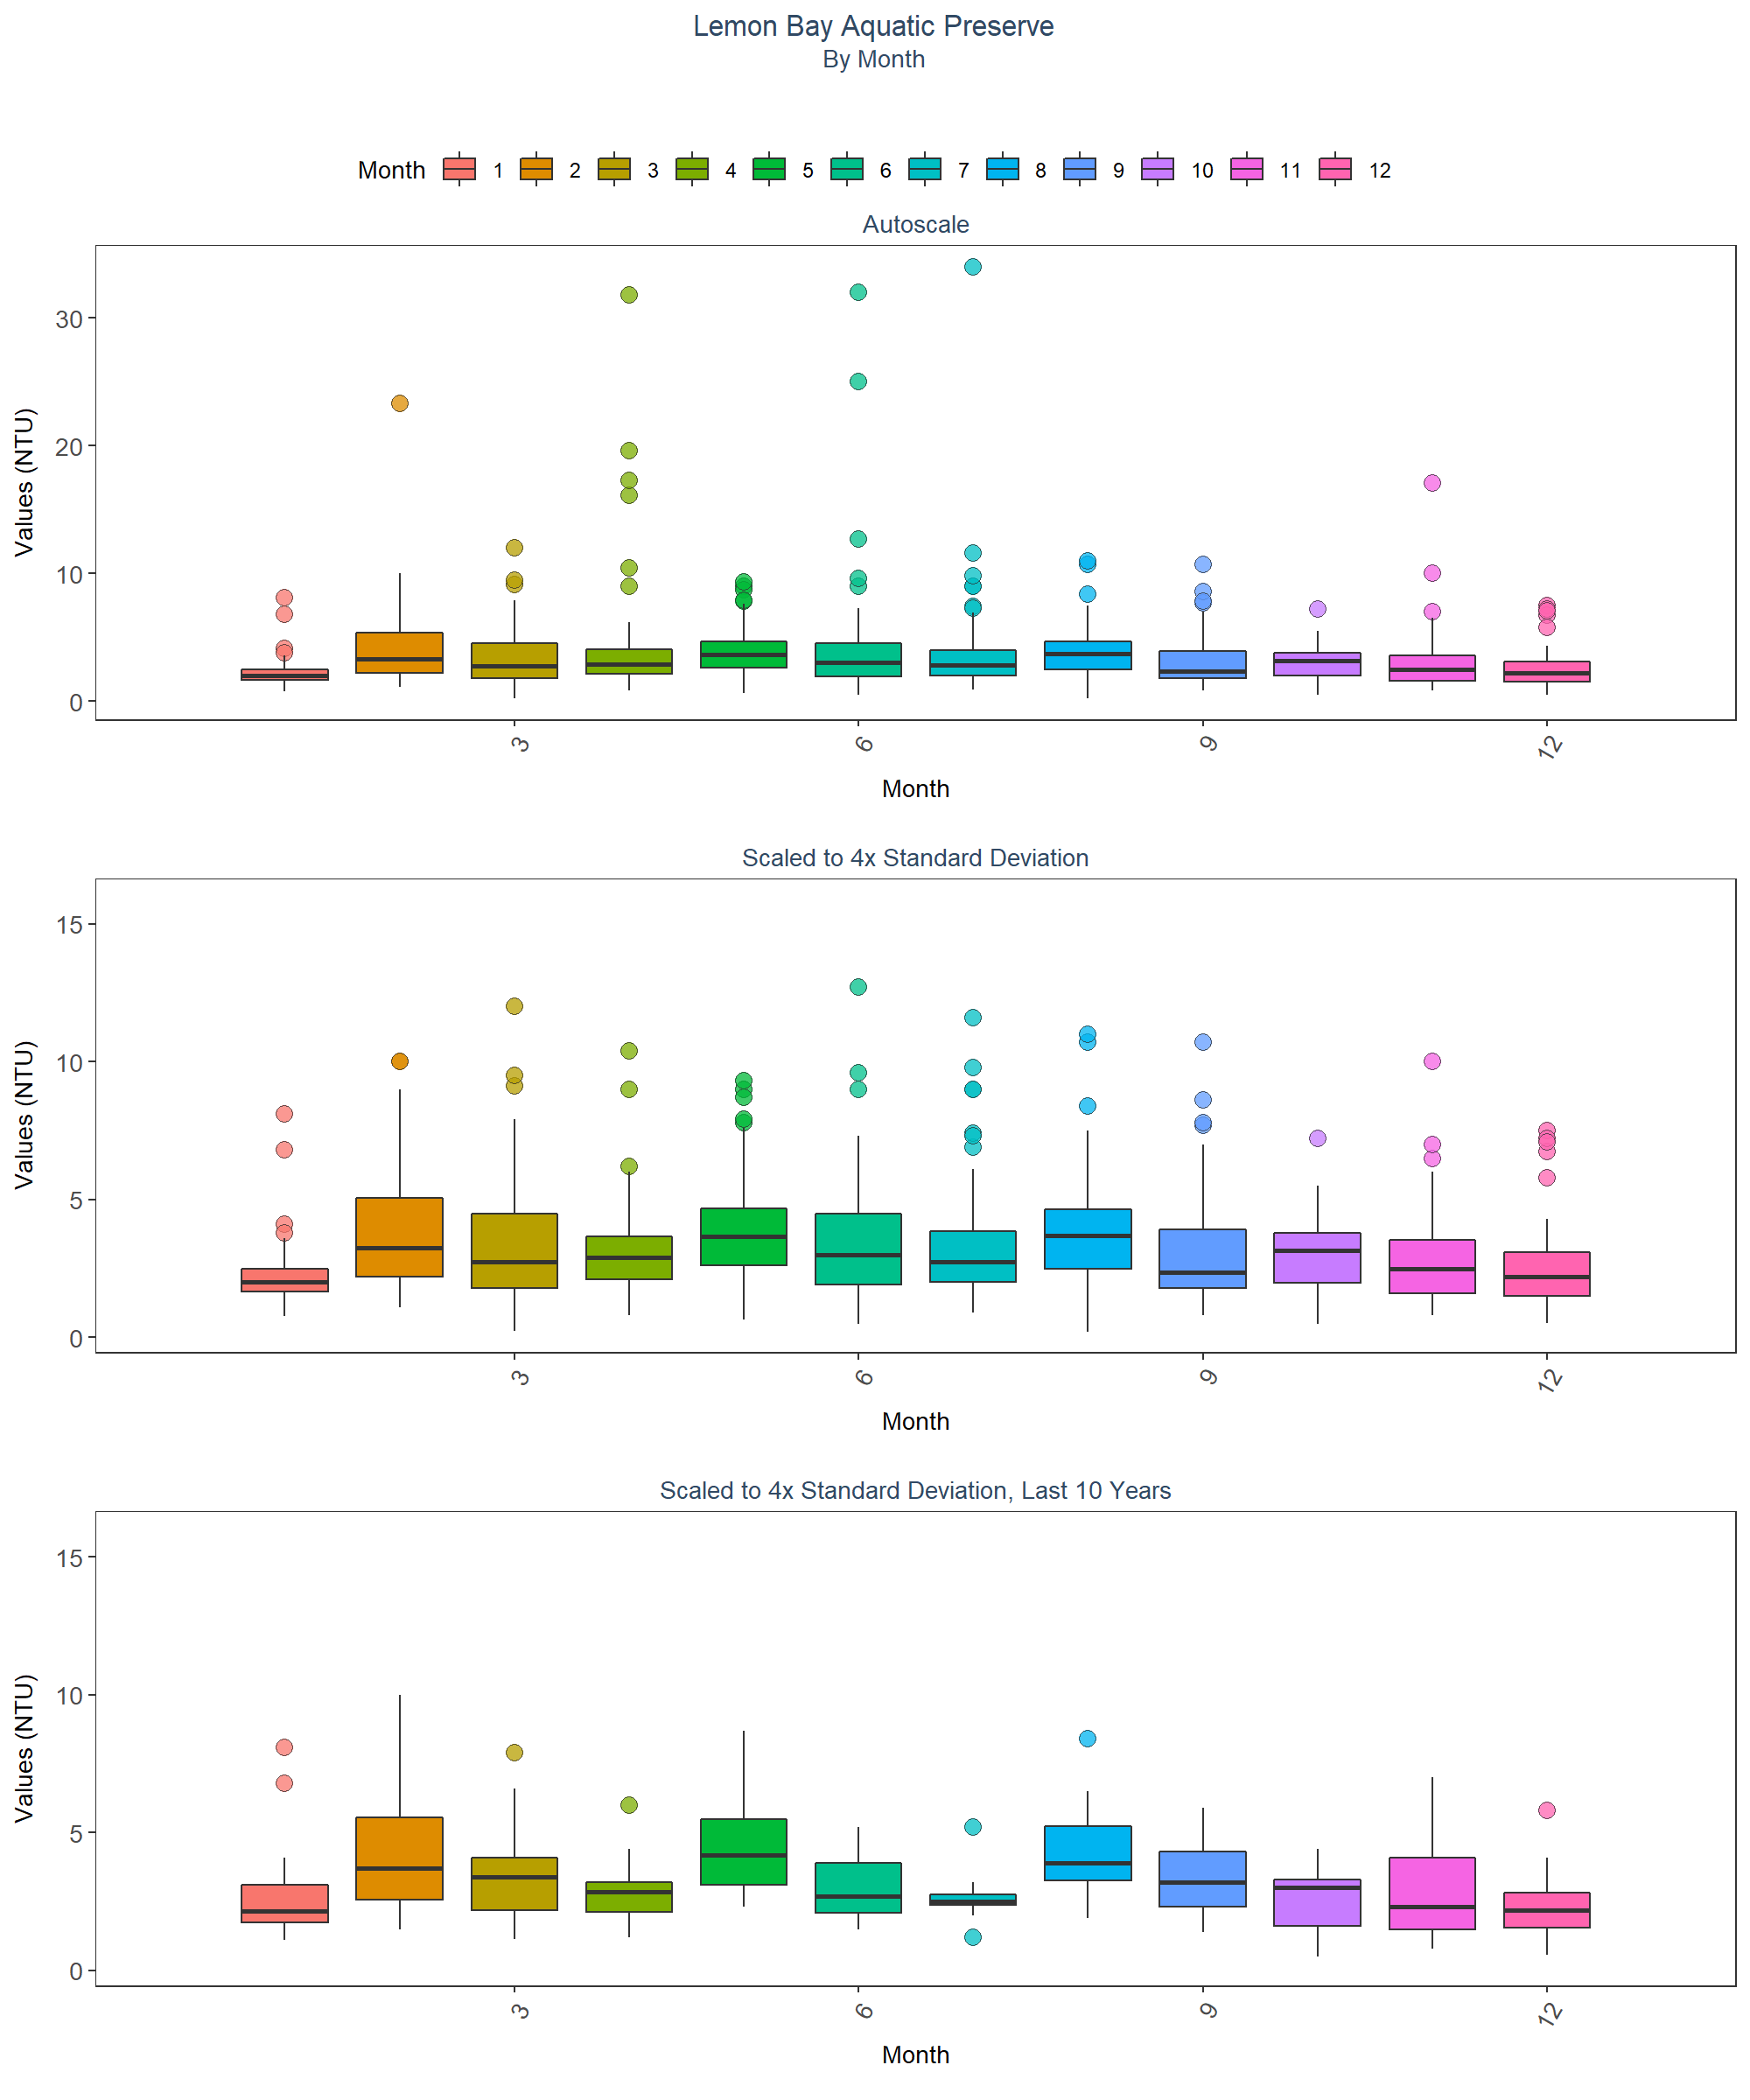 Lemon Bay Aquatic Preserve
By Month
Month 1 2 3 4 5 6 7 8 9 10 11 12
Autoscale
Values (NTU)
30
20
10
0
3 6 9 12
Month
Scaled to 4x Standard Deviation
Values (NTU)
15
10
5
0
3 6 9 12
Month
Scaled to 4x Standard Deviation, Last 10 Years
Values (NTU)
15
10
5
0
3 6 9 12
Month